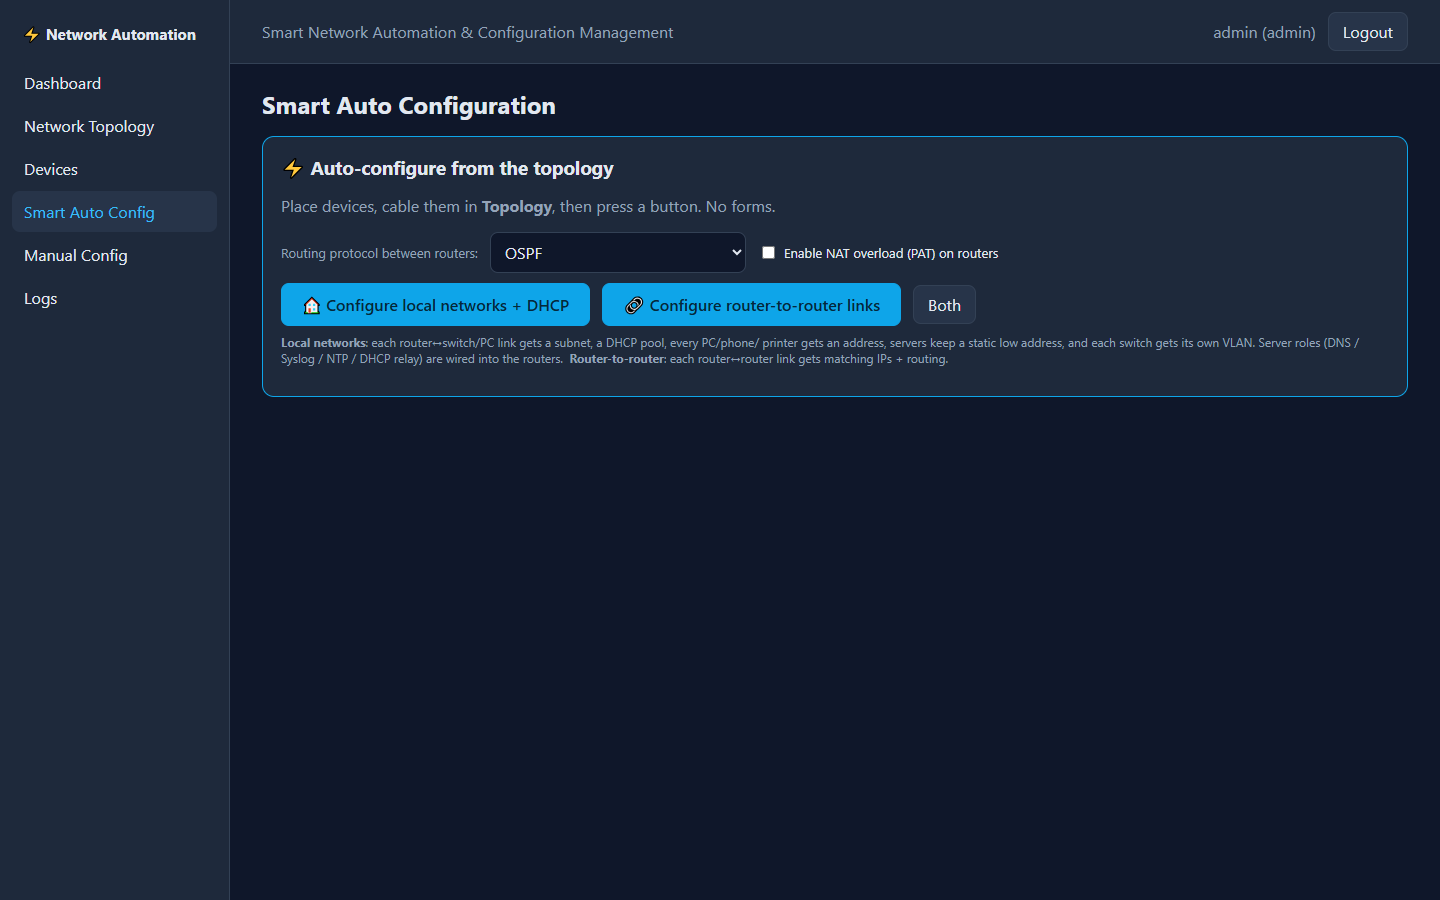 Network Automation
Smart Network Automation & Configuration Management
admin (admin)
Logout
Dashboard
Network Topology
Devices
Smart Auto Config
Manual Config
Logs
Smart Auto Configuration
Auto-configure from the topology
Place devices, cable them in Topology, then press a button. No forms.
Routing protocol between routers:
OSPF
Enable NAT overload (PAT) on routers
Configure local networks + DHCP
Configure router-to-router links
Both
Local networks: each router↔switch/PC link gets a subnet, a DHCP pool, every PC/phone/ printer gets an address, servers keep a static low address, and each switch gets its own VLAN. Server roles (DNS /
Syslog / NTP / DHCP relay) are wired into the routers. Router-to-router: each router↔router link gets matching IPs + routing.